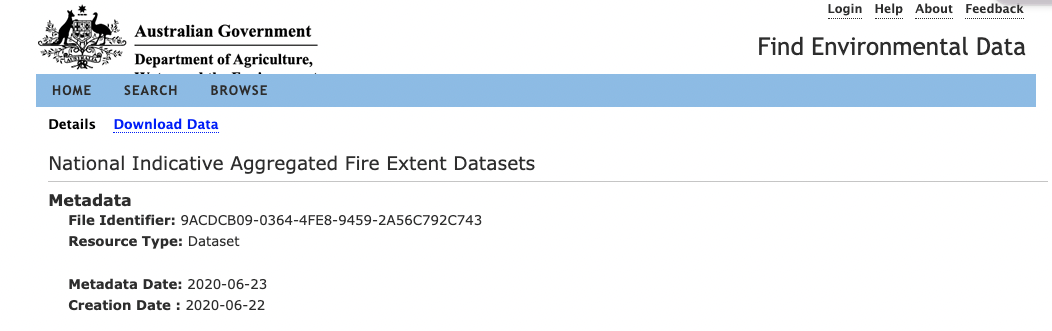 Login Help About Feedback
Australian Government
Department of Agriculture,
Find Environmental Data
HOME SEARCH BROWSE
Details Download Data
National Indicative Aggregated Fire Extent Datasets
Metadata
File Identifier: 9ACDCB09-0364-4FE8-9459-2A56C792C743
Resource Type: Dataset
Metadata Date: 2020-06-23
Creation Date : 2020-06-22